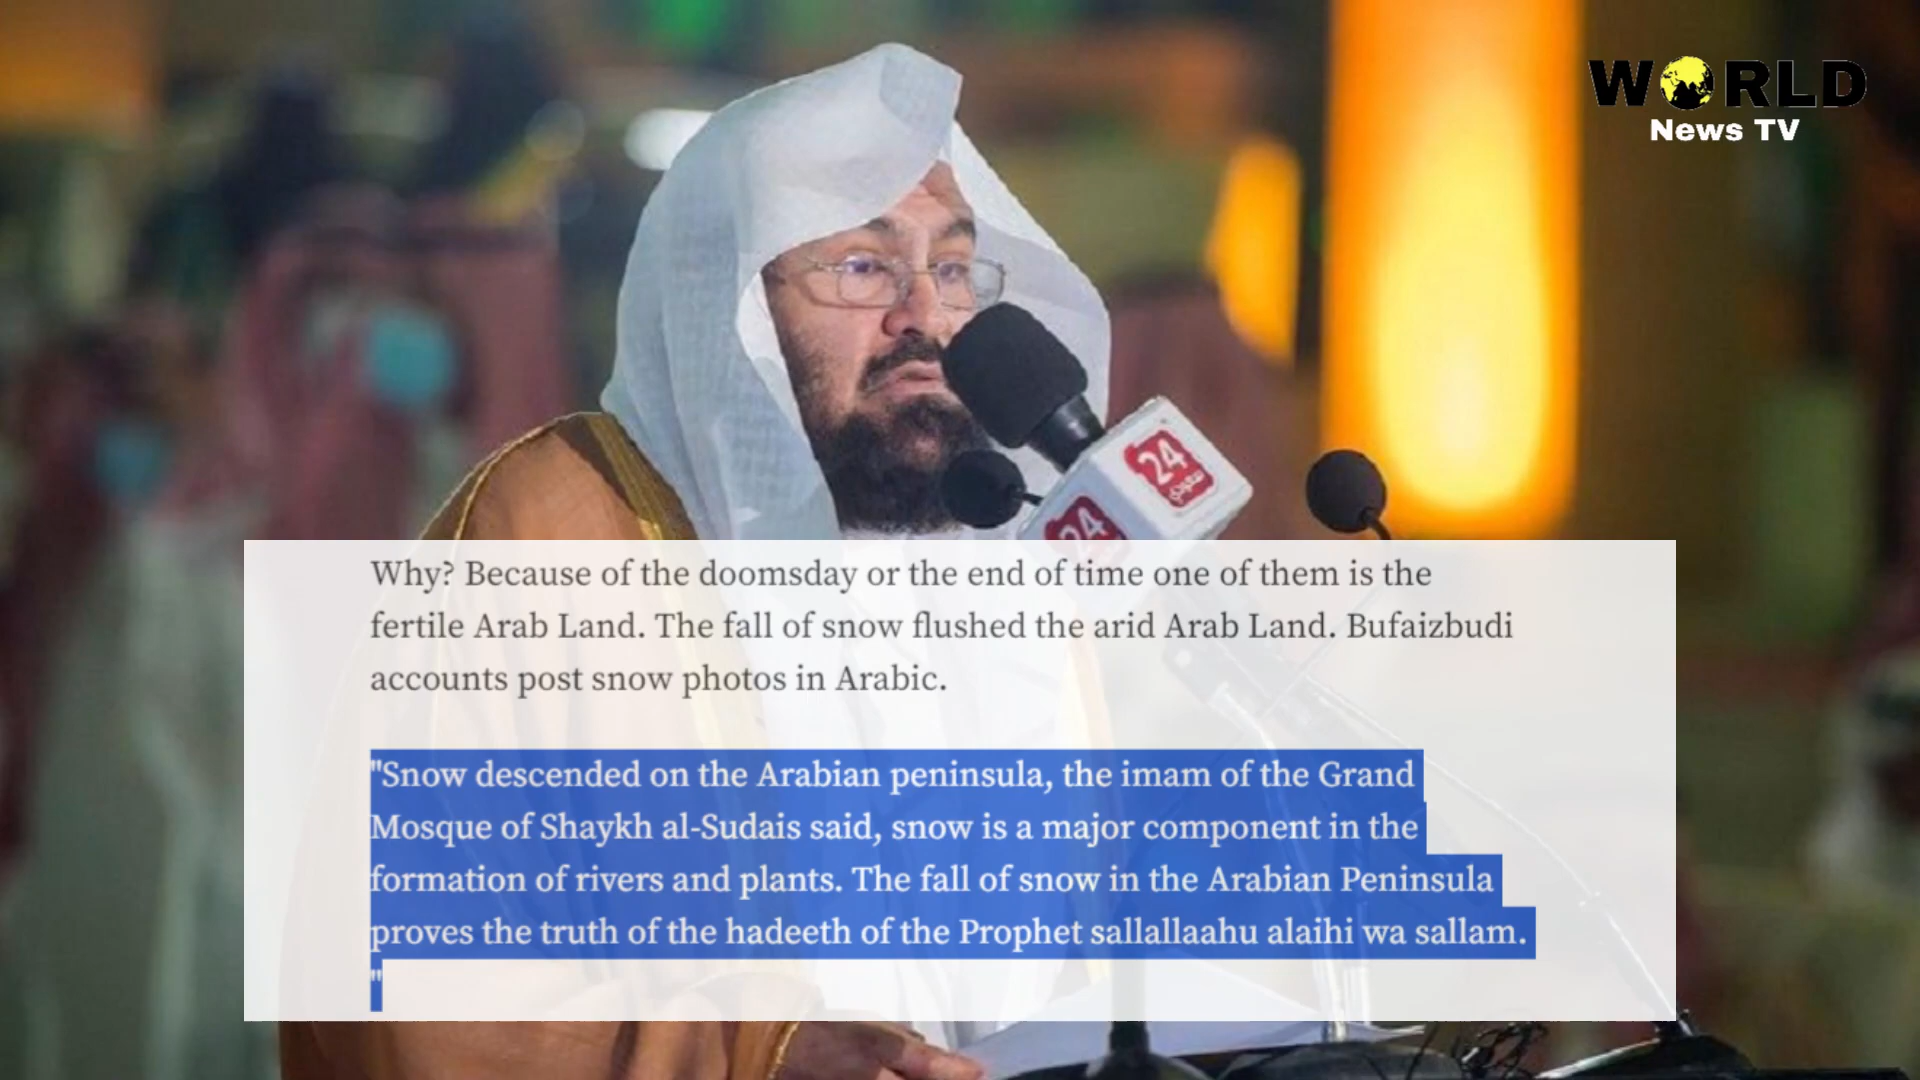 WORLD
News TV
24
24
Why? Because of the doomsday or the end of time one of them is the
fertile Arab Land. The fall of snow flushed the arid Arab Land. Bufaizbudi
accounts post snow photos in Arabic.
"Snow descended on the Arabian peninsula, the imam of the Grand
Mosque of Shaykh al-Sudais said, snow is a major component in the
formation of rivers and plants. The fall of snow in the Arabian Peninsula
proves the truth of the hadeeth of the Prophet sallallaahu alaihi wa sallam.
"